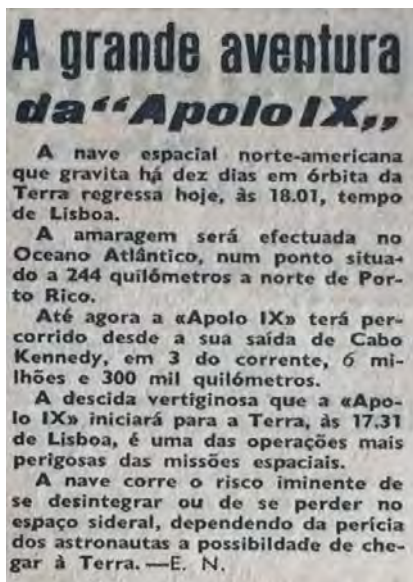 A grande aventura
da “Apolo IX„
A nave espacial norte-americana
que gravita há dez dias em órbita da
Terra regressa hoje, às 18.01, tempo
de Lisboa.
A amaragem será efectuada no
Oceano Atlântico, num ponto situa-
do a 244 quilómetros a norte de Por-
to Rico.
Até agora a «Apolo IX» terá per-
corrido desde a sua saída de Cabo
Kennedy, em 3 do corrente, 6 mi-
lhões e 300 mil quilómetros.
A descida vertiginosa que a «Apo-
lo IX» iniciará para a Terra, às 17.31
de Lisboa, é uma das operações mais
perigosas das missões espaciais.
A nave corre o risco iminente de
se desintegrar ou de se perder no
espaço sideral, dependendo da perícia
dos astronautas a possibildade de che-
gar à Terra. — E. N.